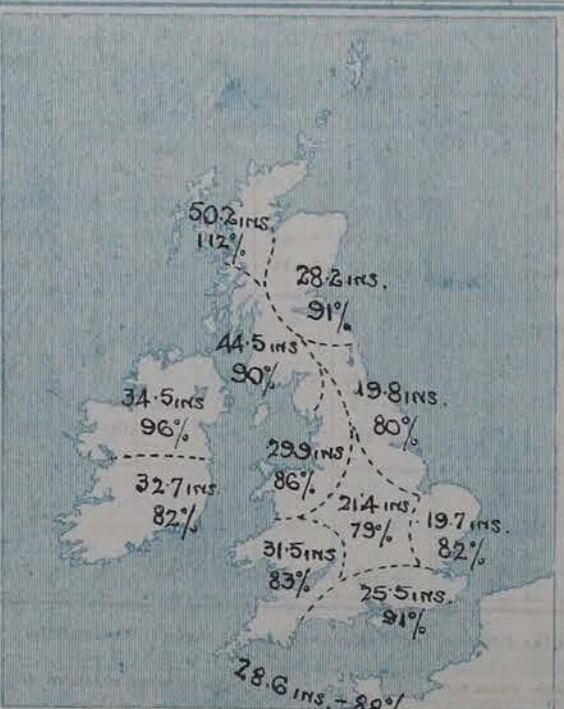 50.2 INS.
112%
28.2 INS.
91%
44.5 INS
90%
34.5 INS
96%
19.8 INS.
80%
29.9 INS
86%
32.7 INS
82%
21.4 INS
79%
19.7 INS.
82%
31.5 INS
83%
25.5 INS.
91%
28.6 INS. –